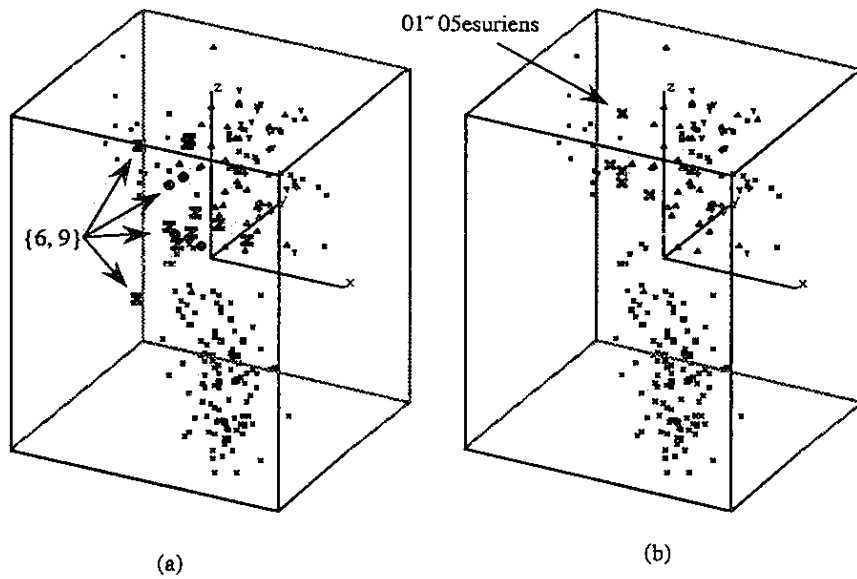 01~ 05esuriens
z
z
y
{6, 9}
x
x
(a)
(b)